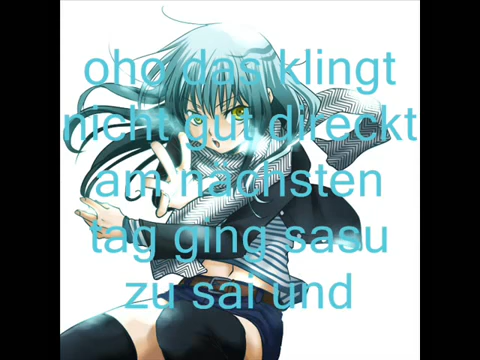 oho das klingt
nicht gut direckt
am nächsten
tag ging sasu
zu sai und